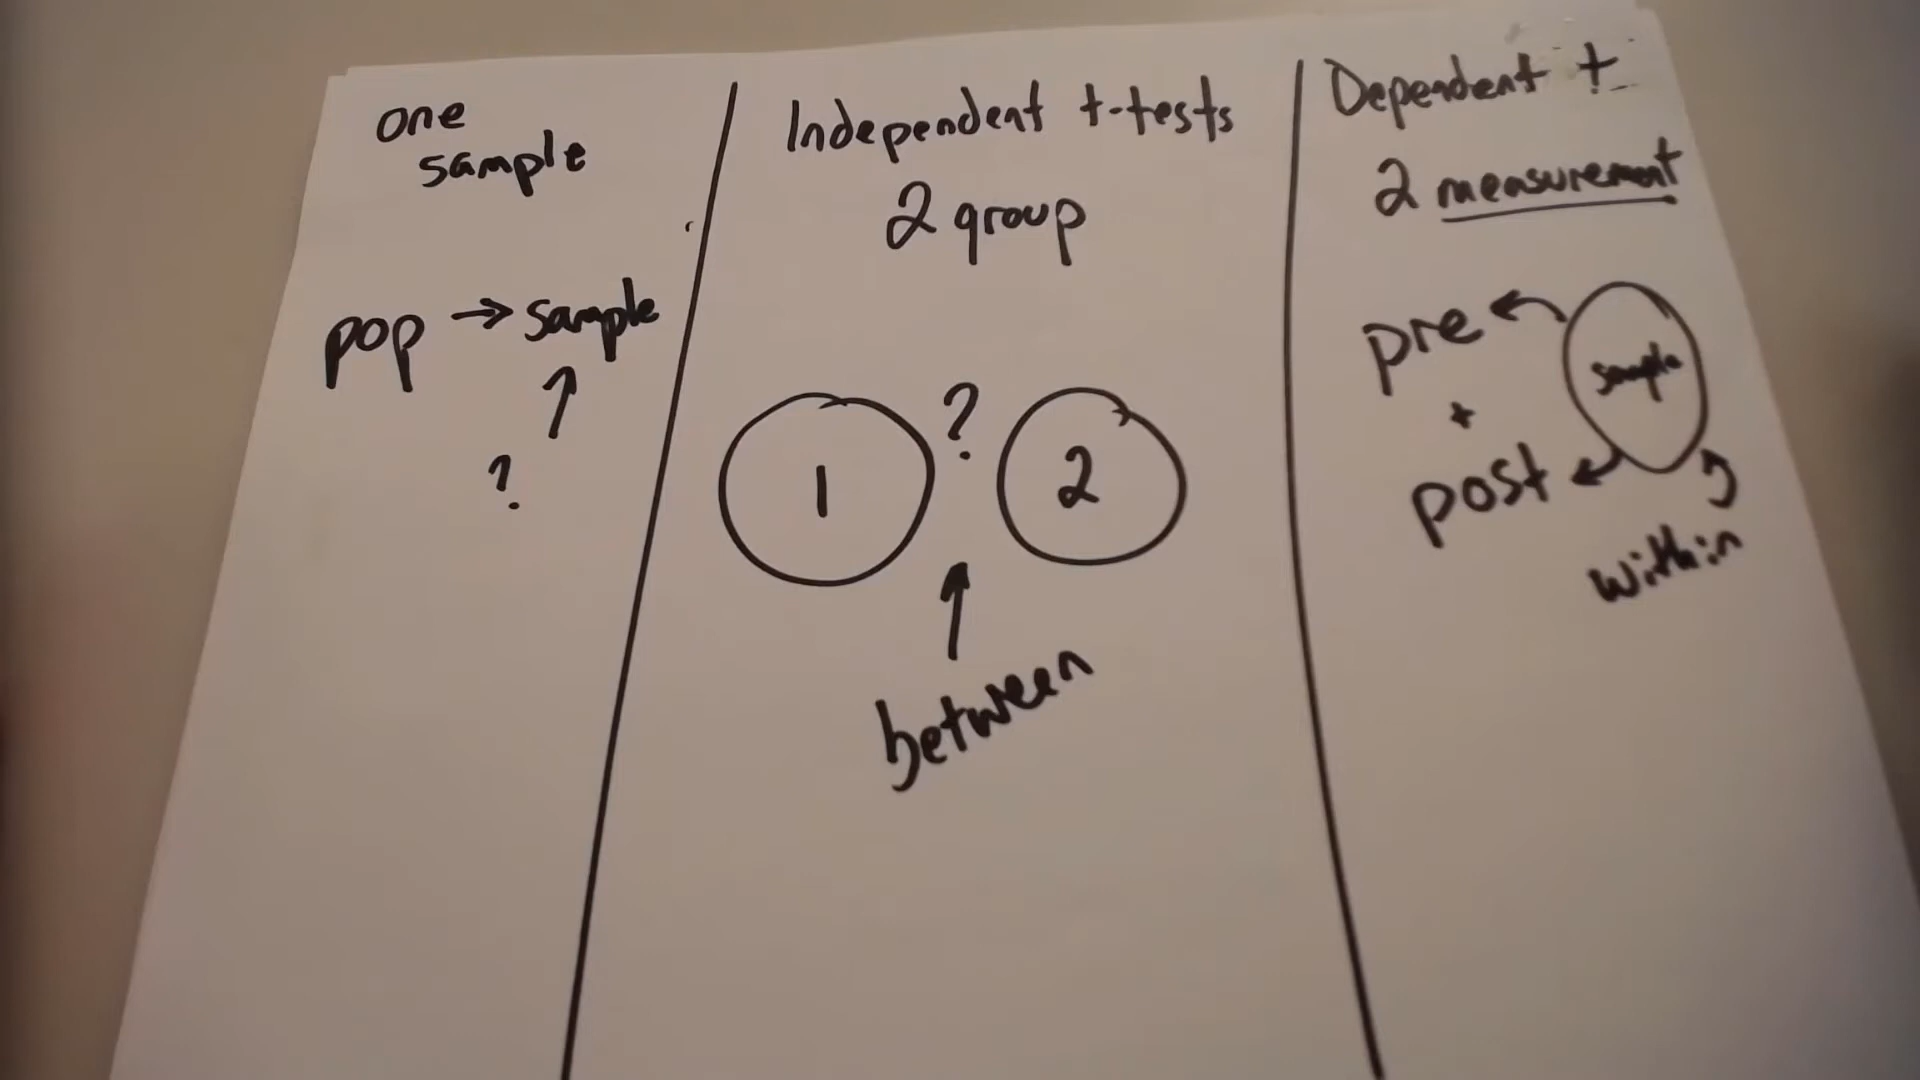 one
sample
pop → sample
↑
?
Independent t-tests
2 group
1 ? 2
↑
between
Dependent t
2 measurement
pre ← sample
+
post ←
within